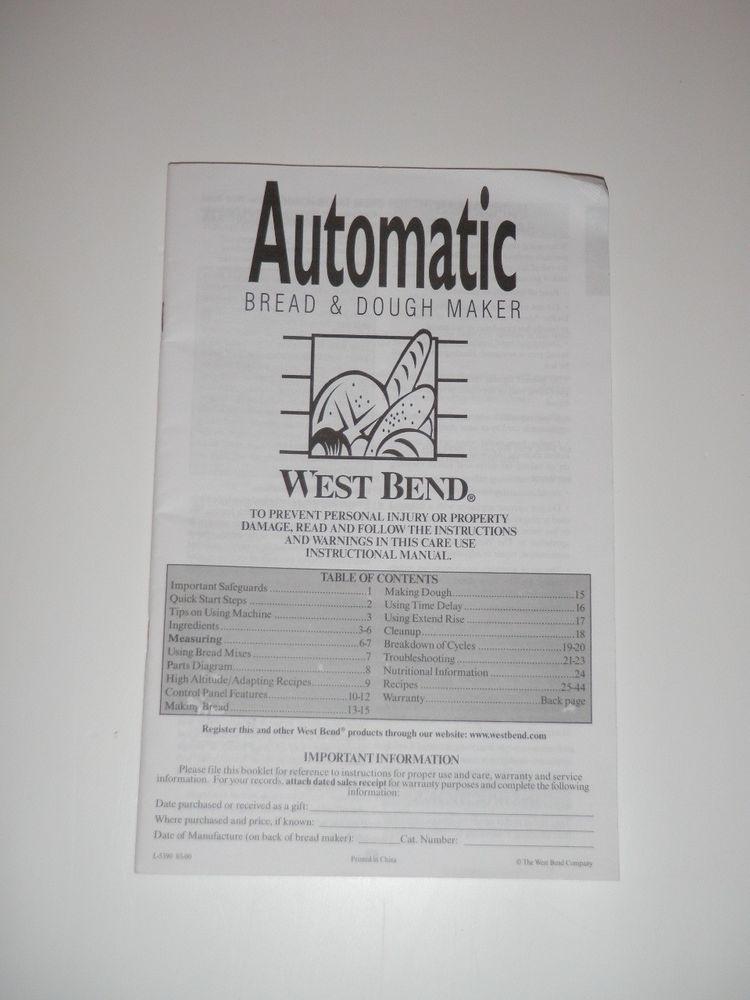 Automatic
BREAD & DOUGH MAKER
WEST BEND®
TO PREVENT PERSONAL INJURY OR PROPERTY
DAMAGE, READ AND FOLLOW THE INSTRUCTIONS
AND WARNINGS IN THIS CARE USE
INSTRUCTIONAL MANUAL.
TABLE OF CONTENTS
Important Safeguards 1
Quick Start Steps 2
Tips on Using Machine 3
Ingredients 3-6
Measuring 6-7
Using Bread Mixes 7
Parts Diagram 8
High Altitude/Adapting Recipes 9
Control Panel Features 10-12
Making Bread 13-15
Making Dough 15
Using Time Delay 16
Using Extend Rise 17
Cleanup 18
Breakdown of Cycles 19-20
Troubleshooting 21-23
Nutritional Information 24
Recipes 25-44
Warranty Back page
Register this and other West Bend® products through our website: www.westbend.com
IMPORTANT INFORMATION
Please file this booklet for reference to instructions for proper use and care, warranty and service
information. For your records, attach dated sales receipt for warranty purposes and complete the following
information:
Date purchased or received as a gift:
Where purchased and price, if known:
Date of Manufacture (on back of bread maker): Cat. Number:
L-5390 Printed in China © The West Bend Company